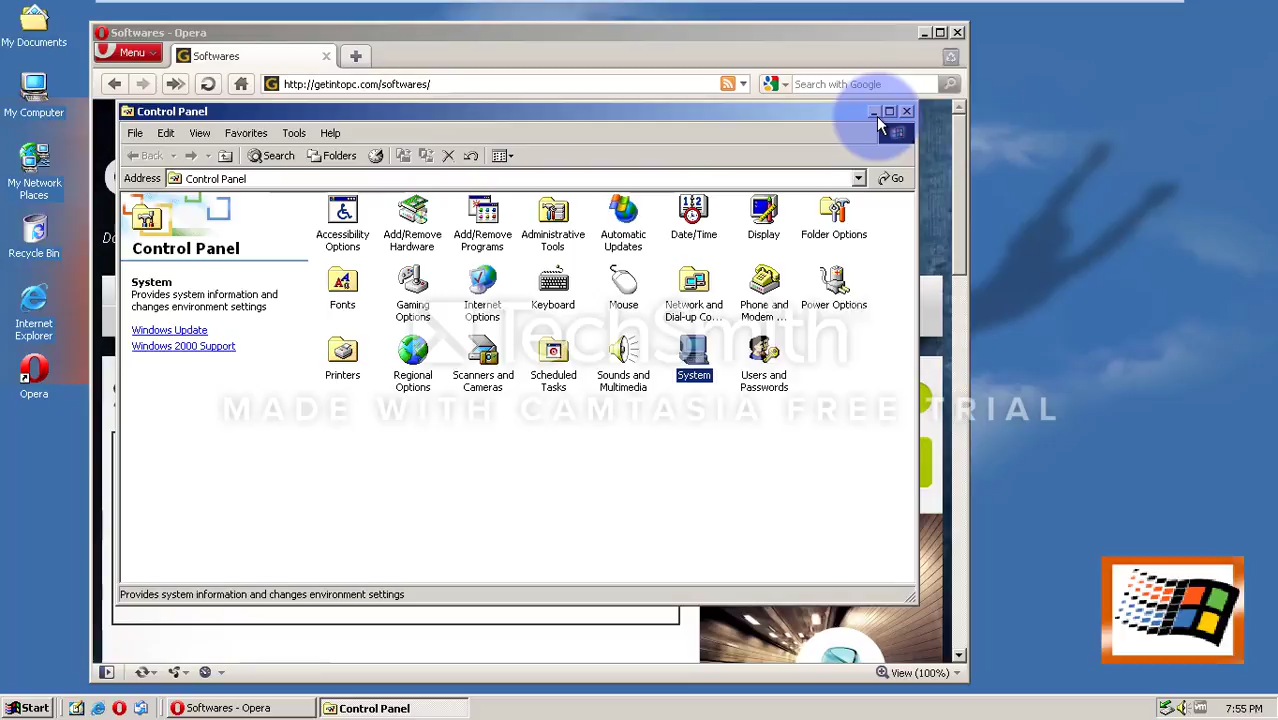 My Documents
My Computer
My Network
Places
Recycle Bin
Internet
Explorer
Opera
Softwares - Opera
Menu
Softwares
http://getintopc.com/softwares/
Search with Google
Control Panel
File Edit View Favorites Tools Help
Back Search Folders
Address Control Panel Go
Control Panel
System
Provides system information and
changes environment settings
Windows Update
Windows 2000 Support
Accessibility
Options
Add/Remove
Hardware
Add/Remove
Programs
Administrative
Tools
Automatic
Updates
Date/Time
Display
Folder Options
Fonts
Gaming
Options
Internet
Options
Keyboard
Mouse
Network and
Dial-up Co...
Phone and
Modem ...
Power Options
Printers
Regional
Options
Scanners and
Cameras
Scheduled
Tasks
Sounds and
Multimedia
System
Users and
Passwords
TechSmith
MADE WITH CAMTASIA FREE TRIAL
Provides system information and changes environment settings
View (100%)
Start Softwares - Opera Control Panel 7:55 PM